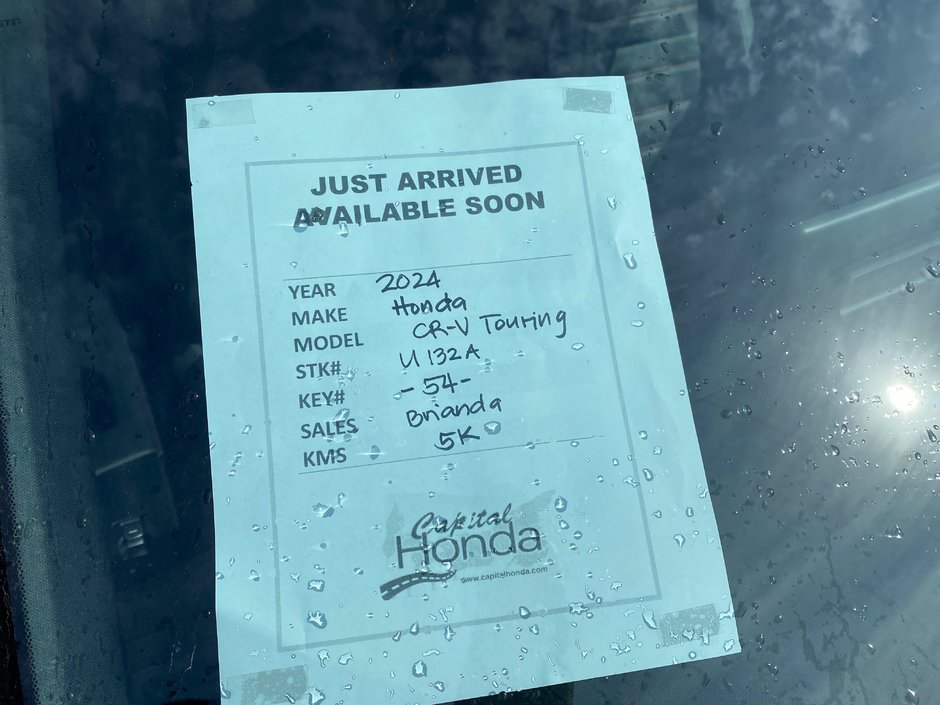 JUST ARRIVED
AVAILABLE SOON
YEAR 2024
MAKE Honda
MODEL CR-V Touring
STK# U132A
KEY# -54-
SALES Brianda
KMS 5K
Capital
Honda
www.capitalhonda.com